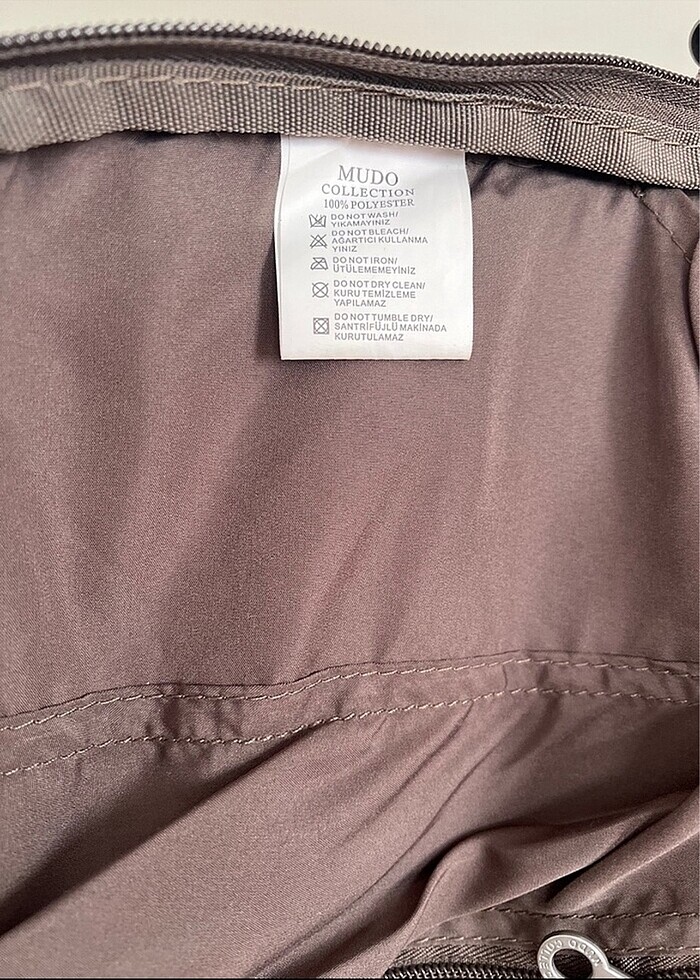 MUDO
COLLECTION
100% POLYESTER
DO NOT WASH/
YIKAMAYINIZ
DO NOT BLEACH/
AĞARTICI KULLANMA
YINIZ
DO NOT IRON/
ÜTÜLEMEMEYİNİZ
DO NOT DRY CLEAN/
KURU TEMİZLEME
YAPILAMAZ
DO NOT TUMBLE DRY/
SANTRİFÜJLÜ MAKİNADA
KURUTULAMAZ